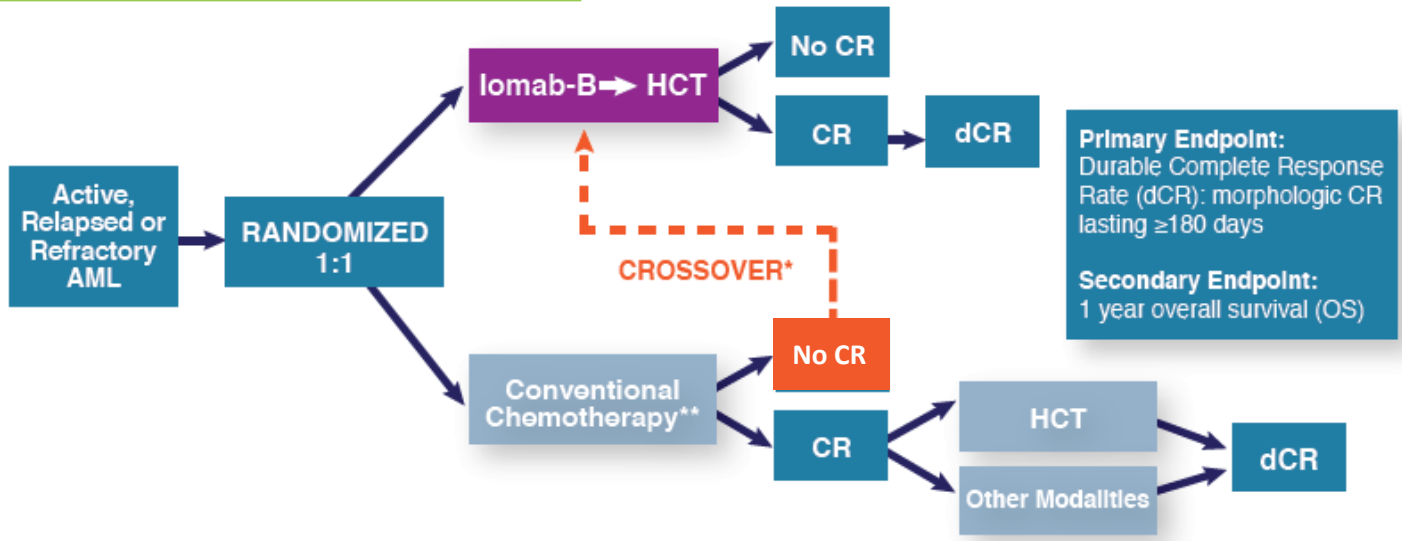 Active,
Relapsed or
Refractory
AML
RANDOMIZED
1:1
Iomab-B HCT
No CR
CR
dCR
CROSSOVER*
Conventional
Chemotherapy**
No CR
CR
HCT
Other Modalities
dCR
Primary Endpoint:
Durable Complete Response
Rate (dCR): morphologic CR
lasting ≥180 days
Secondary Endpoint:
1 year overall survival (OS)